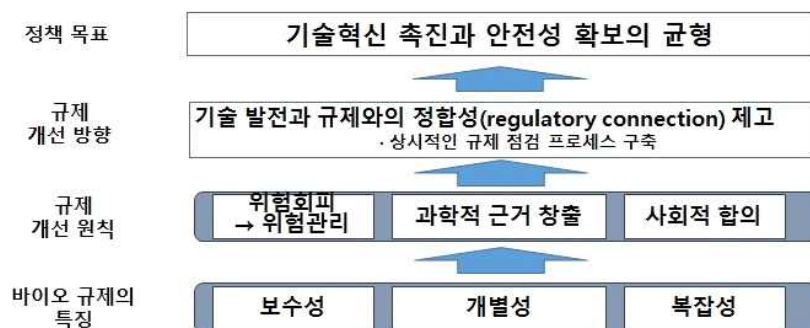 정책 목표
기술혁신 촉진과 안전성 확보의 균형
규제
개선 방향
기술 발전과 규제와의 정합성(regulatory connection) 제고
· 상시적인 규제 점검 프로세스 구축
규제
개선 원칙
위험회피
→ 위험관리
과학적 근거 창출
사회적 합의
바이오 규제의
특징
보수성
개별성
복잡성